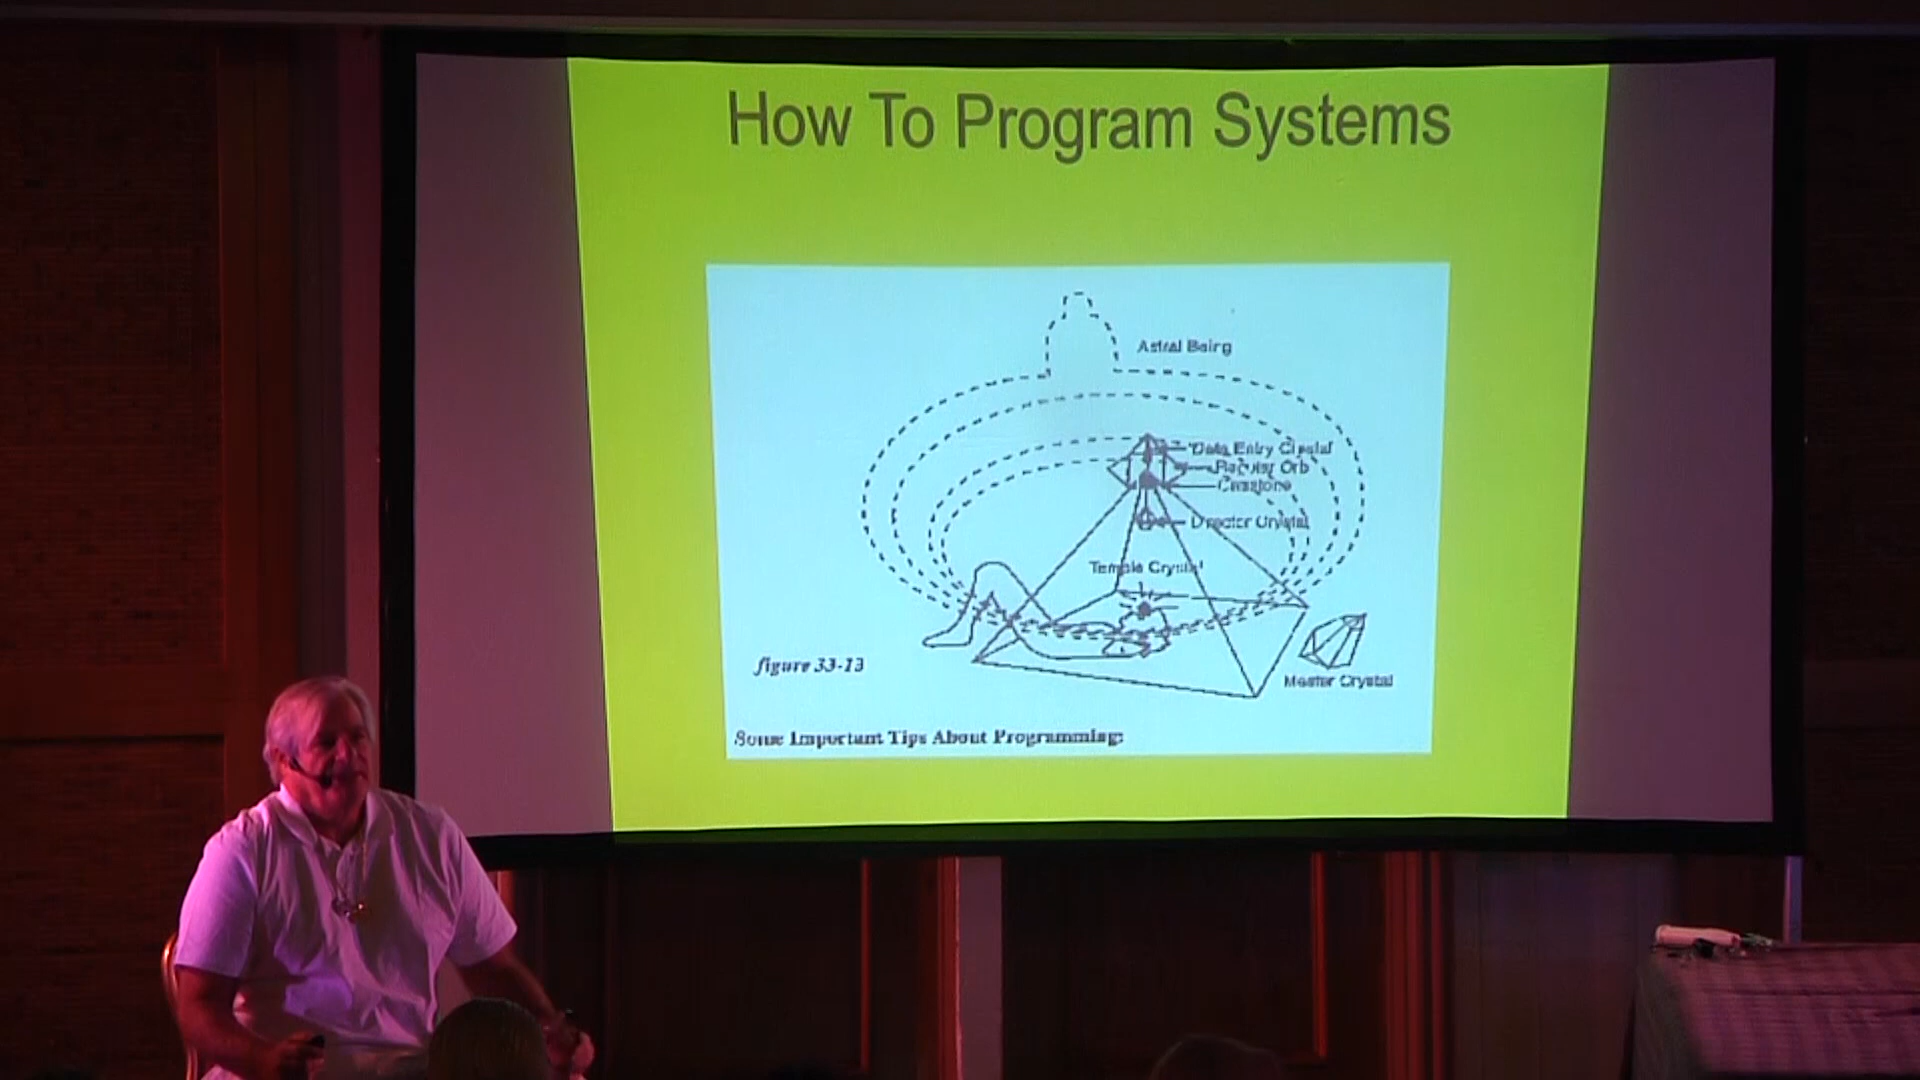 How To Program Systems
Astral Being
Data Entry Crystal
Orb
Director Crystal
Temple Crystal
figure 33-13
Master Crystal
Some Important Tips About Programming: